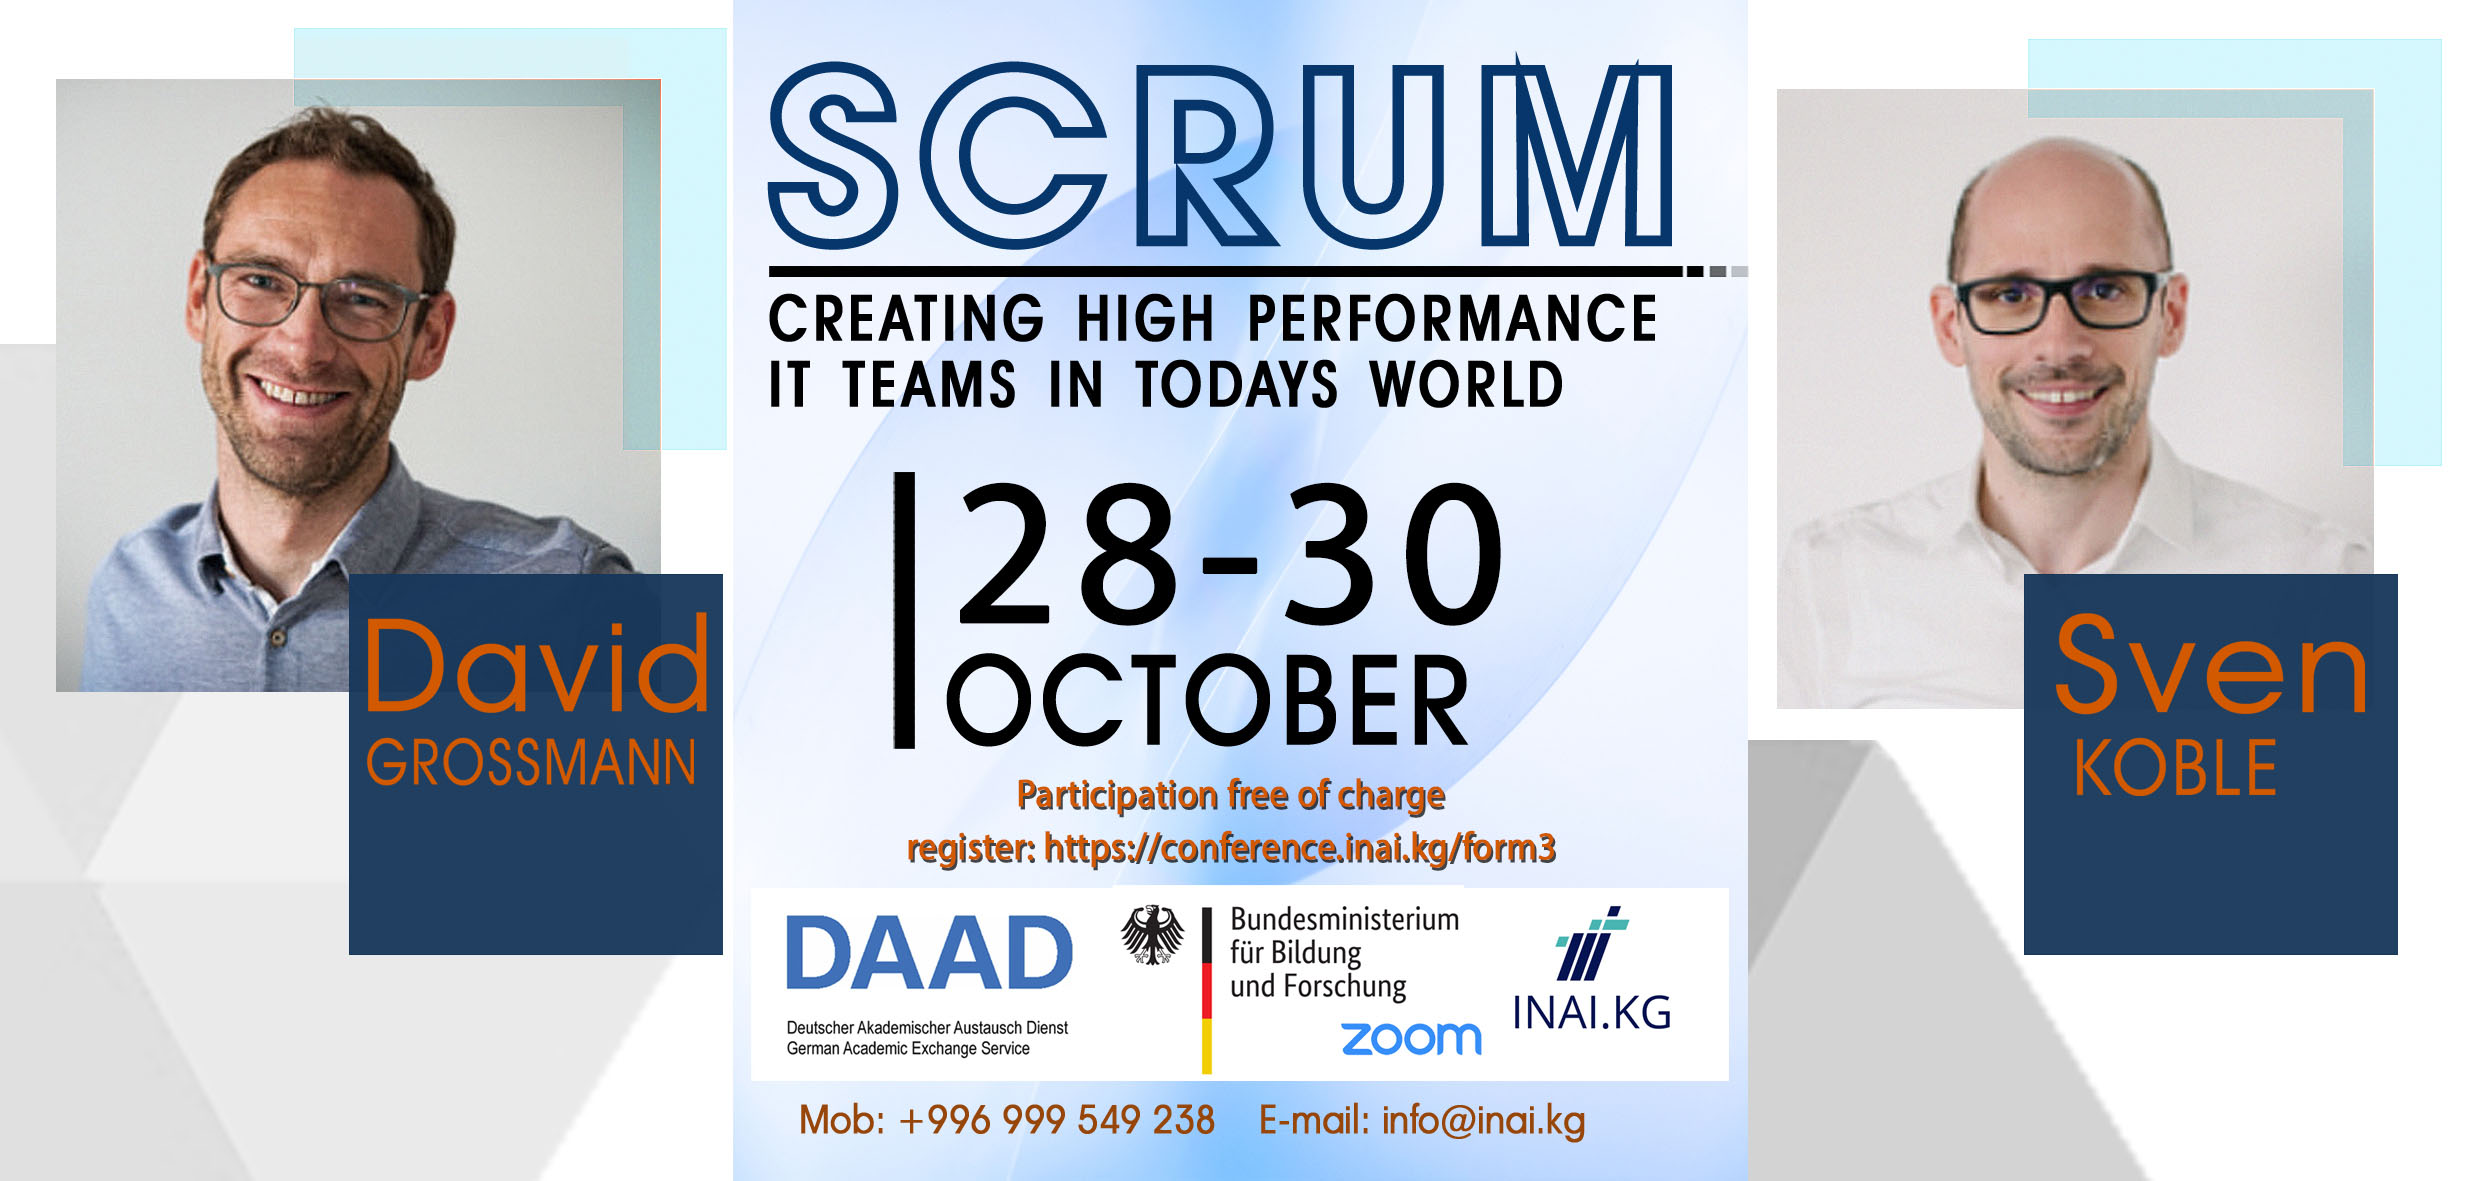 SCRUM
CREATING HIGH PERFORMANCE
IT TEAMS IN TODAYS WORLD
28-30
OCTOBER
Participation free of charge
register: https://conference.inai.kg/form3
David
GROSSMANN
Sven
KOBLE
DAAD
Deutscher Akademischer Austausch Dienst
German Academic Exchange Service
Bundesministerium
für Bildung
und Forschung
zoom
INAI.KG
Mob: +996 999 549 238 E-mail: info@inai.kg